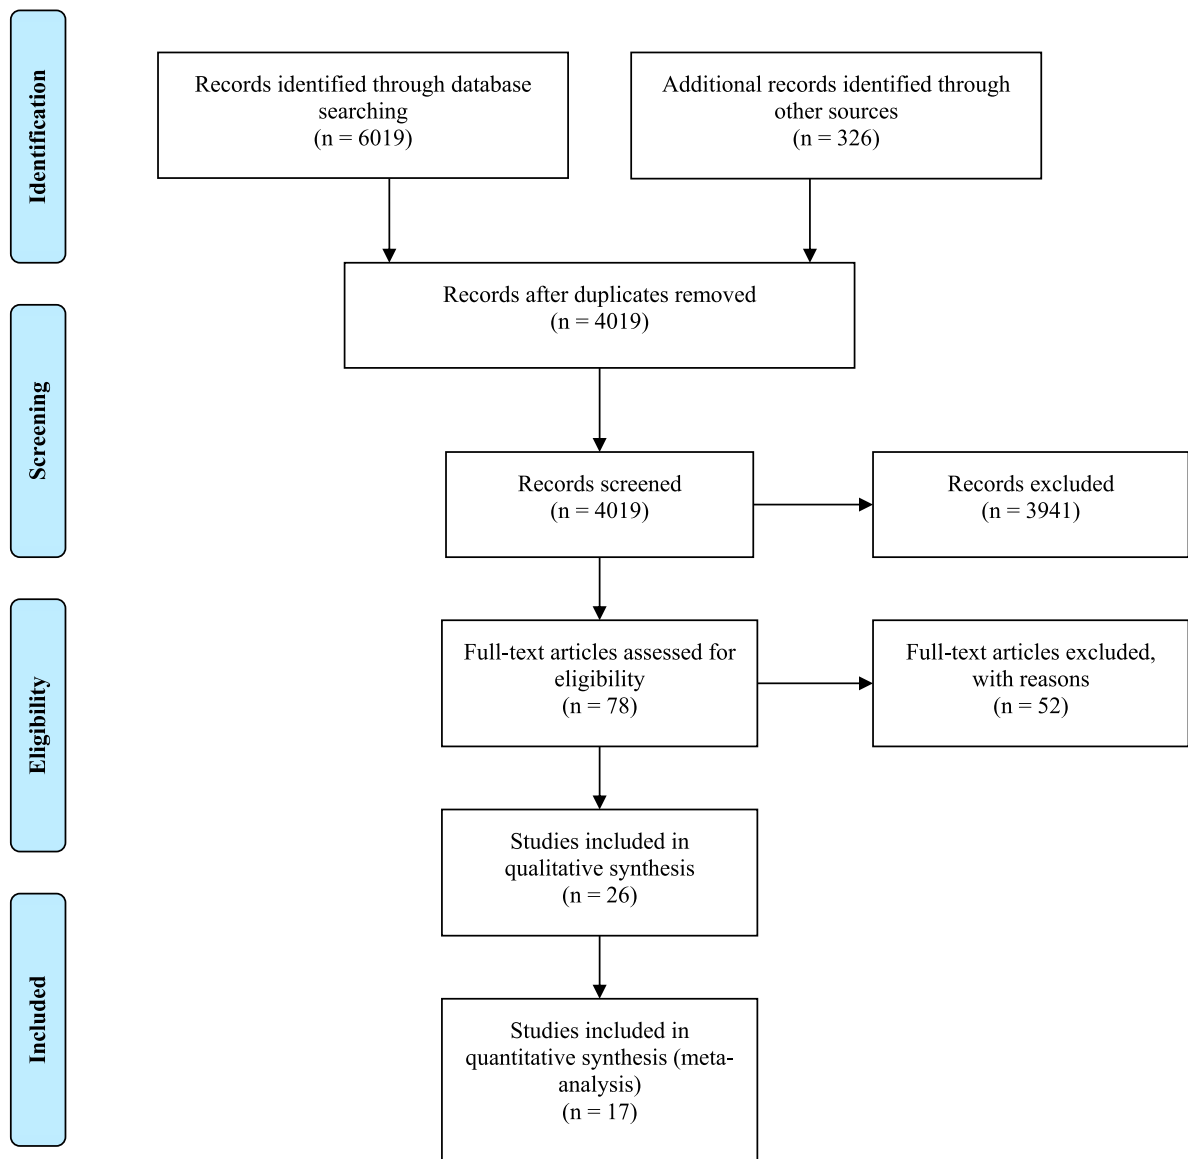 Identification
Records identified through database
searching
(n = 6019)
Additional records identified through
other sources
(n = 326)
Records after duplicates removed
(n = 4019)
Screening
Records screened
(n = 4019)
Records excluded
(n = 3941)
Eligibility
Full-text articles assessed for
eligibility
(n = 78)
Full-text articles excluded,
with reasons
(n = 52)
Studies included in
qualitative synthesis
(n = 26)
Included
Studies included in
quantitative synthesis (meta-
analysis)
(n = 17)